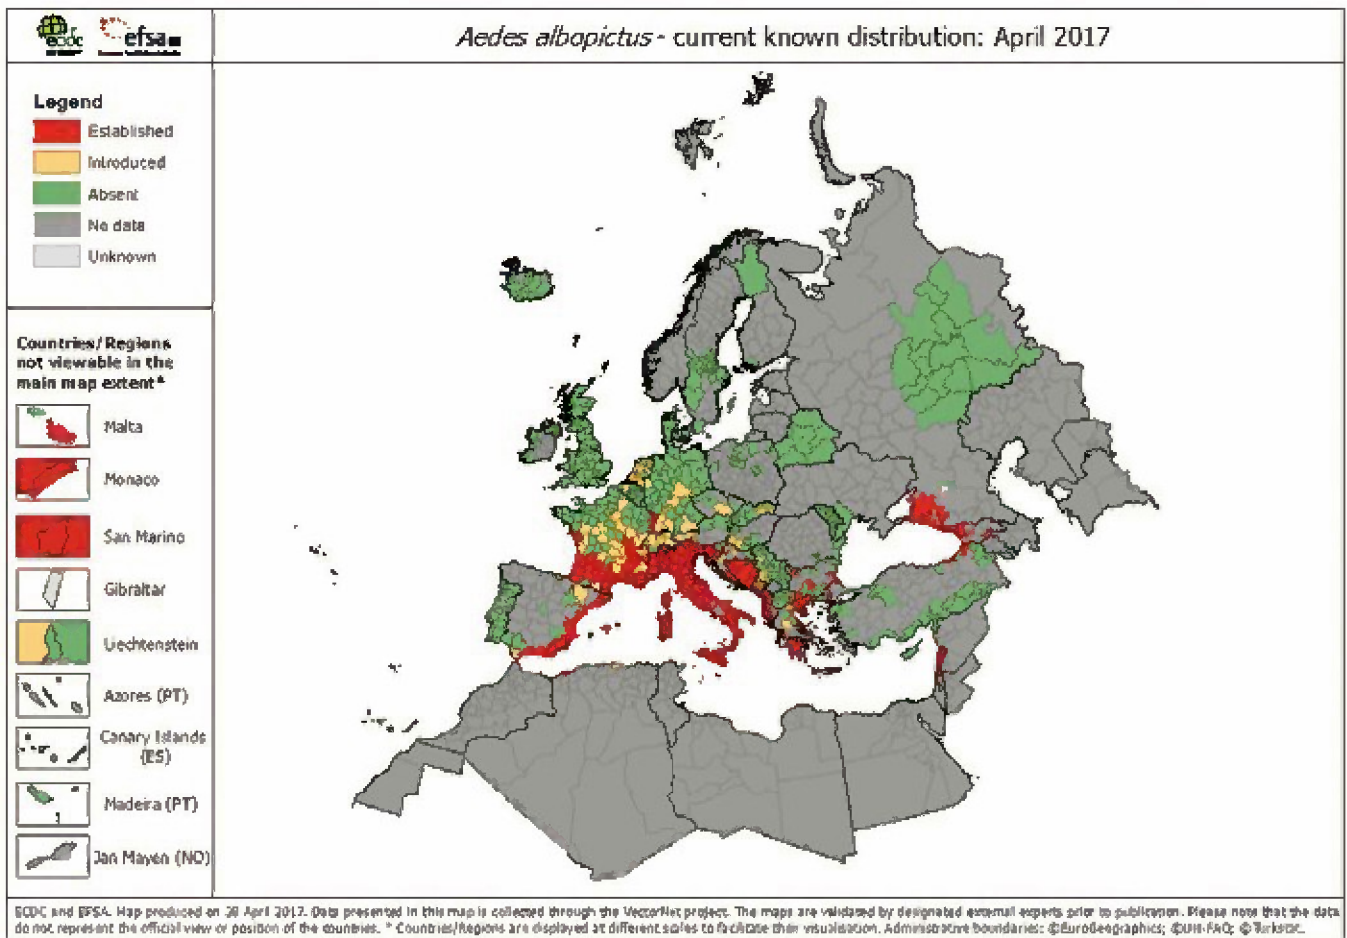 ecdc efsa
Aedes albopictus - current known distribution: April 2017
Legend
Established
Introduced
Absent
No data
Unknown
Countries/Regions
not viewable in the
main map extent*
Malta
Monaco
San Marino
Gibraltar
Liechtenstein
Azores (PT)
Canary Islands
(ES)
Madeira (PT)
Jan Mayen (NO)
ECDC and EFSA. Map produced on 28 April 2017. Data presented in this map is collected through the VectorNet project. The maps are validated by designated external experts prior to publication. Please note that the data
do not represent the official view or position of the countries. * Countries/Regions are displayed at different scales to facilitate their visualisation. Administrative boundaries: ©EuroGeographics; ©UN-FAO; ©Turkstat.